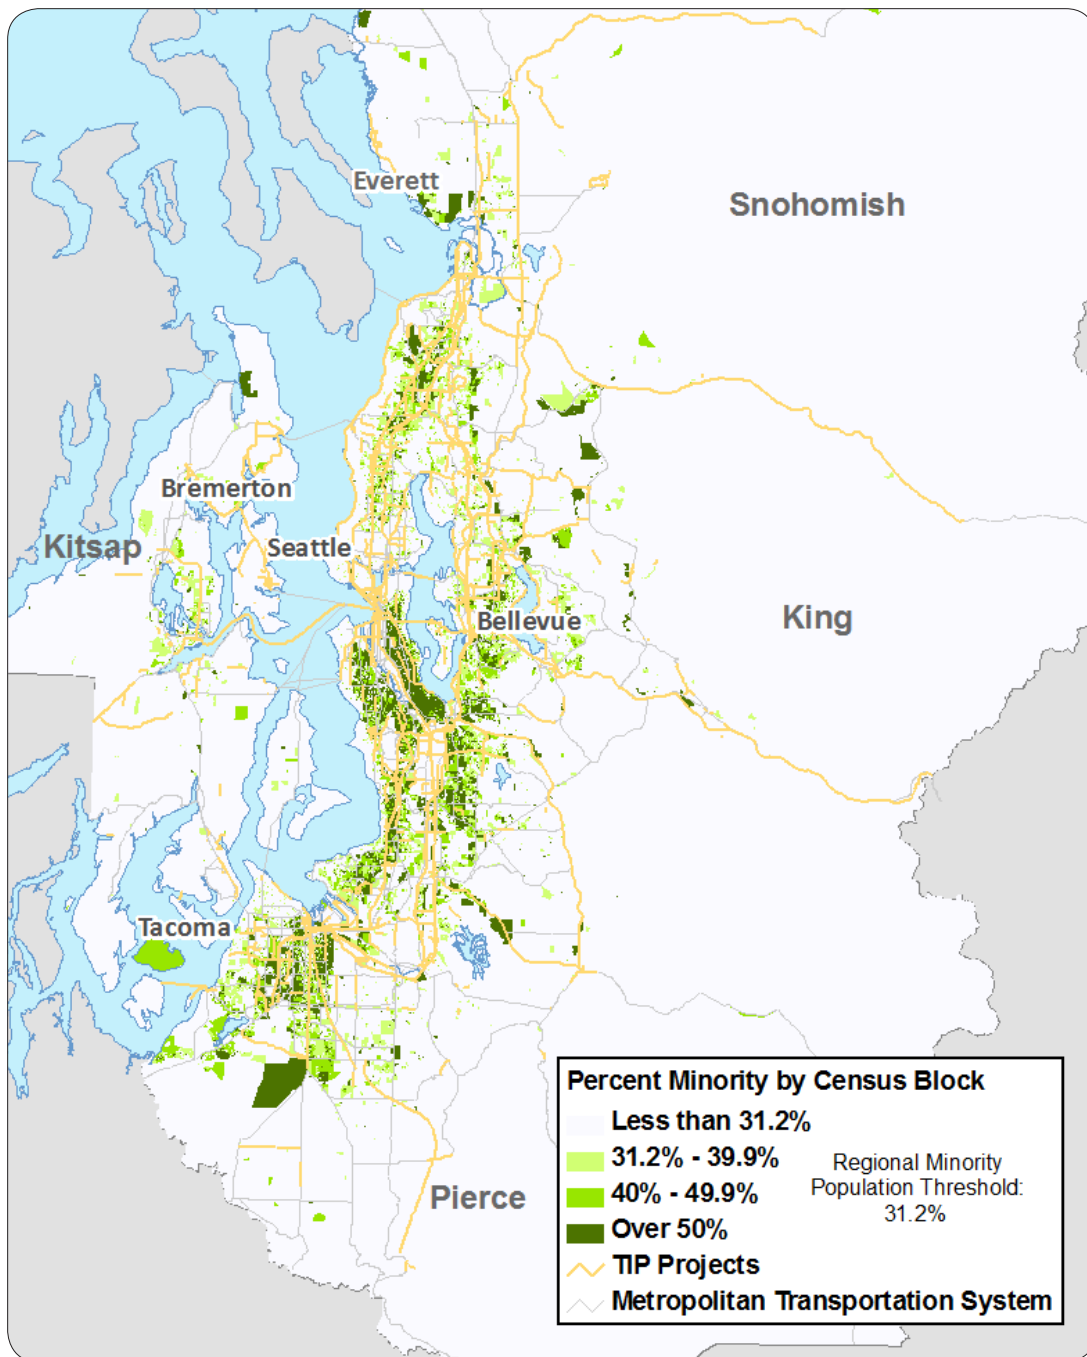 Everett
Snohomish
Bremerton
Kitsap
Seattle
Bellevue
King
Tacoma
Pierce
Percent Minority by Census Block
Less than 31.2%
31.2% - 39.9%
40% - 49.9%
Over 50%
Regional Minority
Population Threshold:
31.2%
TIP Projects
Metropolitan Transportation System